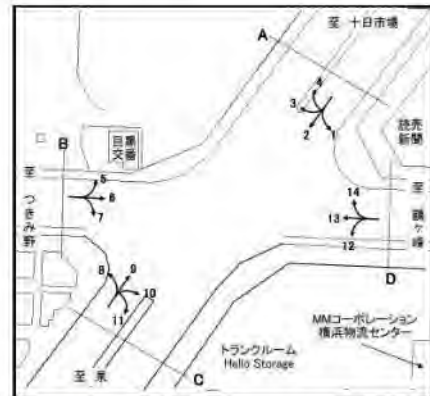 至 十日市場
A
4
3
2
1
読売
新聞
目黒
交番
B
至
つきみ野
5
6
7
14
13
12
至
鶴ヶ峰
D
8
9
10
11
MMコーポレーション
横浜物流センター
トランクルーム
Hello Storage
至 東
C